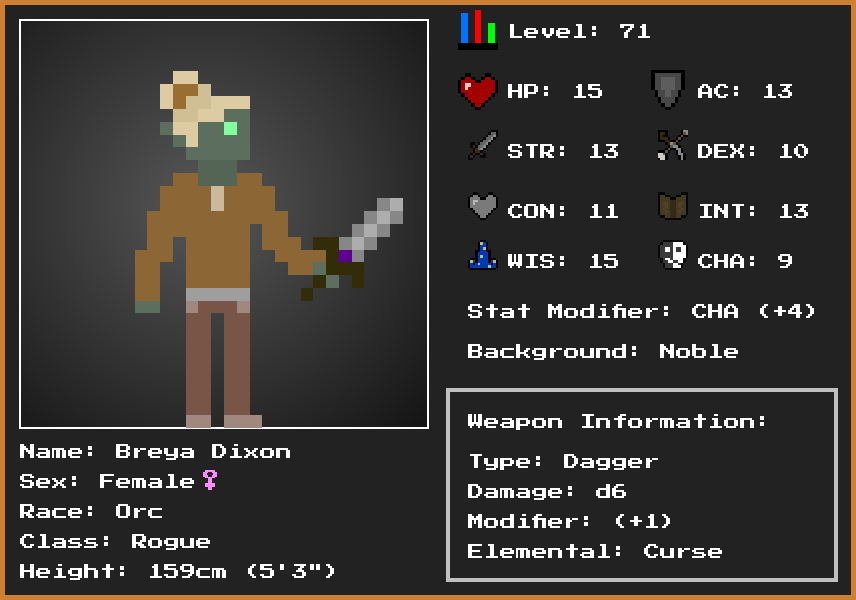 Level: 71
HP: 15 AC: 13
STR: 13 DEX: 10
CON: 11 INT: 13
WIS: 15 CHA: 9
Stat Modifier: CHA (+4)
Background: Noble
Weapon Information:
Type: Dagger
Damage: d6
Modifier: (+1)
Elemental: Curse
Name: Breya Dixon
Sex: Female♀
Race: Orc
Class: Rogue
Height: 159cm (5'3")